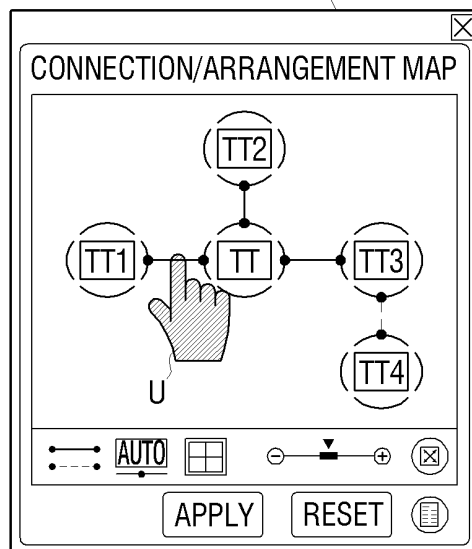 CONNECTION/ARRANGEMENT MAP
TT2
TT1 TT TT3
TT4
U
AUTO
APPLY RESET